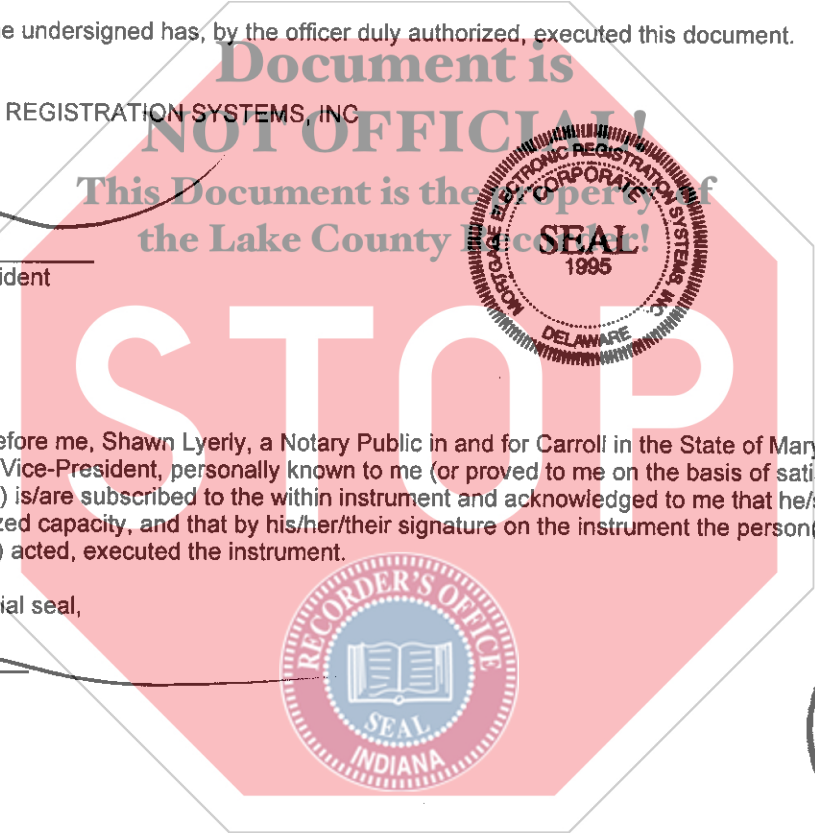 e undersigned has, by the officer duly authorized, executed this document.
Document is
REGISTRATION SYSTEMS, INC
NOT OFFICIAL!
This Document is the property of
the Lake County Recorder!
MORTGAGE ELECTRONIC REGISTRATION SYSTEMS, INC
CORPORATE
SEAL
1995
DELAWARE
ident
STOP
efore me, Shawn Lyerly, a Notary Public in and for Carroll in the State of Mary
Vice-President, personally known to me (or proved to me on the basis of sati
) is/are subscribed to the within instrument and acknowledged to me that he/s
zed capacity, and that by his/her/their signature on the instrument the person(
) acted, executed the instrument.
ial seal,
RECORDER'S OFFICE
SEAL
INDIANA